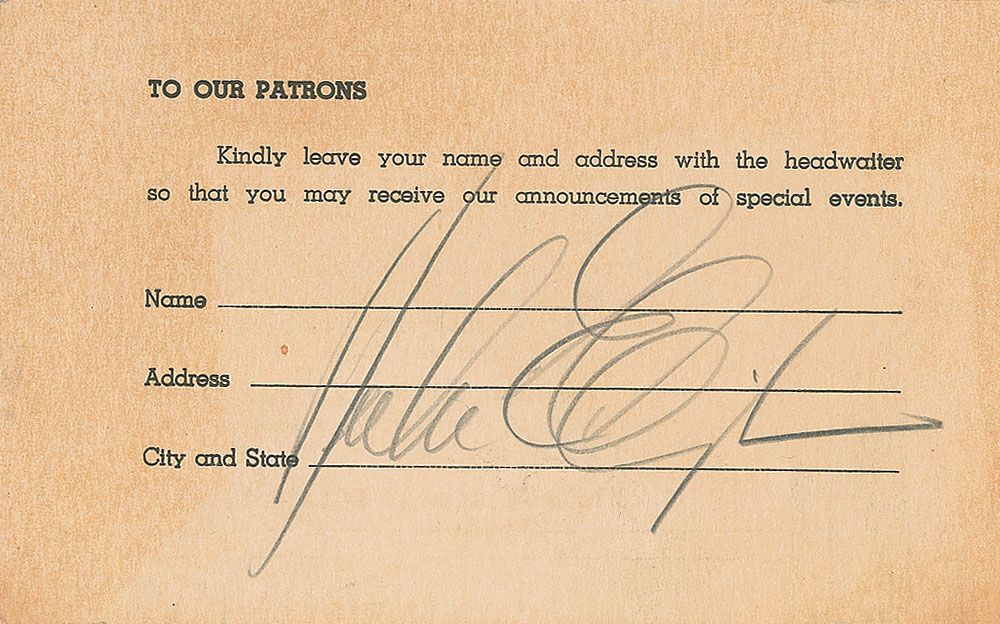 TO OUR PATRONS
Kindly leave your name and address with the headwaiter
so that you may receive our announcements of special events.
Name
Address
City and State